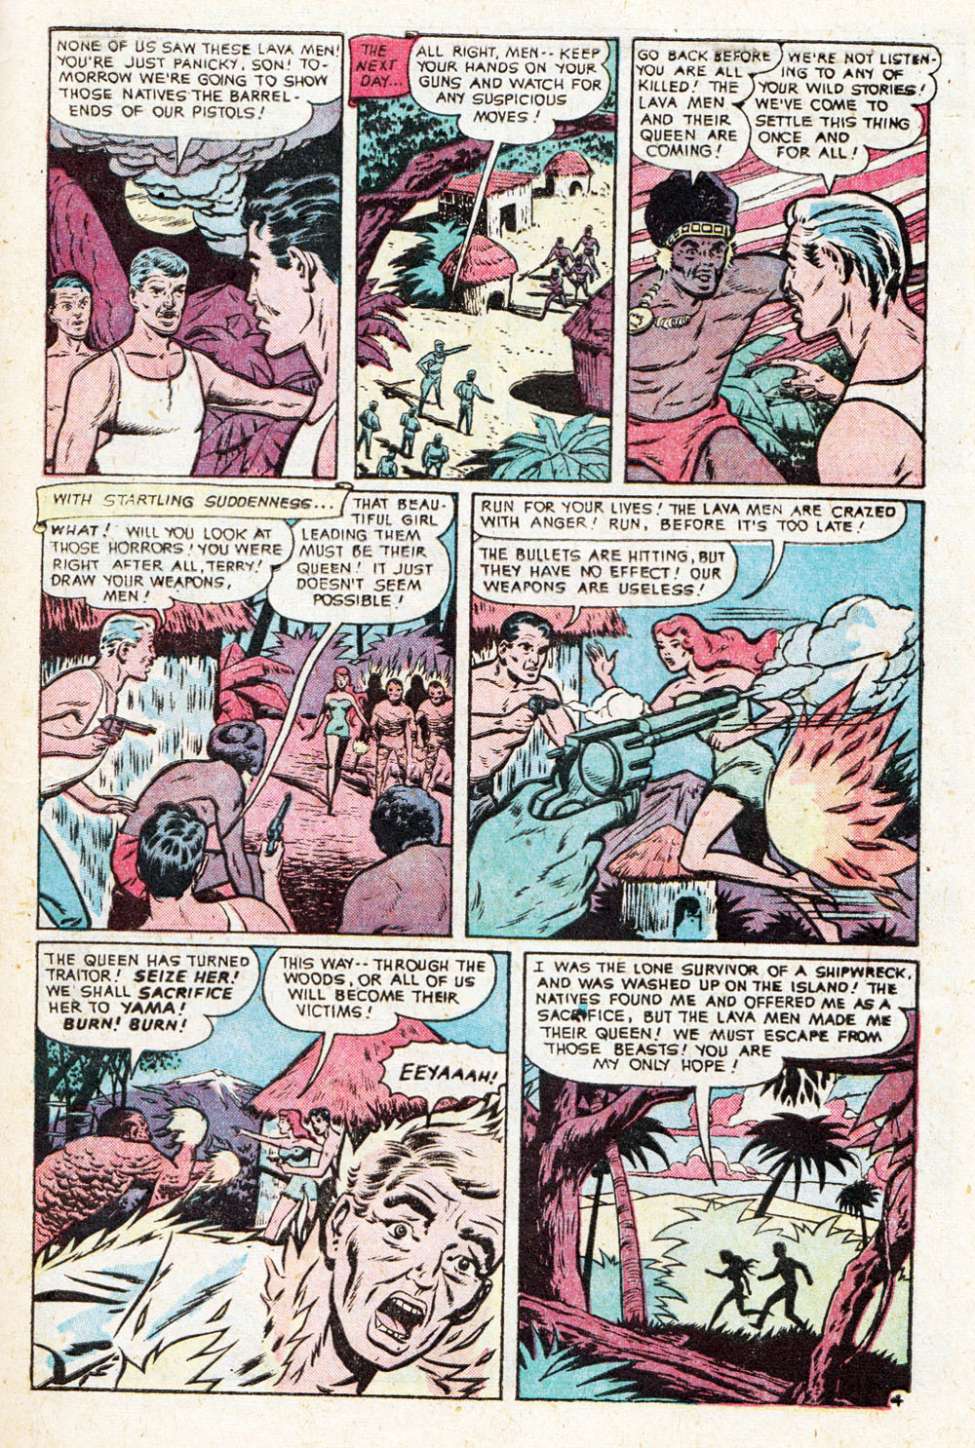 NONE OF US SAW THESE LAVA MEN!
YOU'RE JUST PANICKY, SON! TO-
MORROW WE'RE GOING TO SHOW
THOSE NATIVES THE BARREL-
ENDS OF OUR PISTOLS!
THE
NEXT
DAY...
ALL RIGHT, MEN-- KEEP
YOUR HANDS ON YOUR
GUNS AND WATCH FOR
ANY SUSPICIOUS
MOVES!
GO BACK BEFORE
YOU ARE ALL
KILLED! THE
LAVA MEN
AND THEIR
QUEEN ARE
COMING!
WE'RE NOT LISTEN-
ING TO ANY OF
YOUR WILD STORIES!
WE'VE COME TO
SETTLE THIS THING
ONCE AND
FOR ALL!
WITH STARTLING SUDDENNESS...
WHAT! WILL YOU LOOK AT
THOSE HORRORS! YOU WERE
RIGHT AFTER ALL, TERRY!
DRAW YOUR WEAPONS,
MEN!
THAT BEAU-
TIFUL GIRL
LEADING THEM
MUST BE THEIR
QUEEN! IT JUST
DOESN'T SEEM
POSSIBLE!
RUN FOR YOUR LIVES! THE LAVA MEN ARE CRAZED
WITH ANGER! RUN, BEFORE IT'S TOO LATE!
THE BULLETS ARE HITTING, BUT
THEY HAVE NO EFFECT! OUR
WEAPONS ARE USELESS!
THE QUEEN HAS TURNED
TRAITOR! SEIZE HER!
WE SHALL SACRIFICE
HER TO YAMA!
BURN! BURN!
THIS WAY-- THROUGH THE
WOODS, OR ALL OF US
WILL BECOME THEIR
VICTIMS!
EEYAAAH!
I WAS THE LONE SURVIVOR OF A SHIPWRECK,
AND WAS WASHED UP ON THE ISLAND! THE
NATIVES FOUND ME AND OFFERED ME AS A
SACRIFICE, BUT THE LAVA MEN MADE ME
THEIR QUEEN! WE MUST ESCAPE FROM
THOSE BEASTS! YOU ARE
MY ONLY HOPE!
4